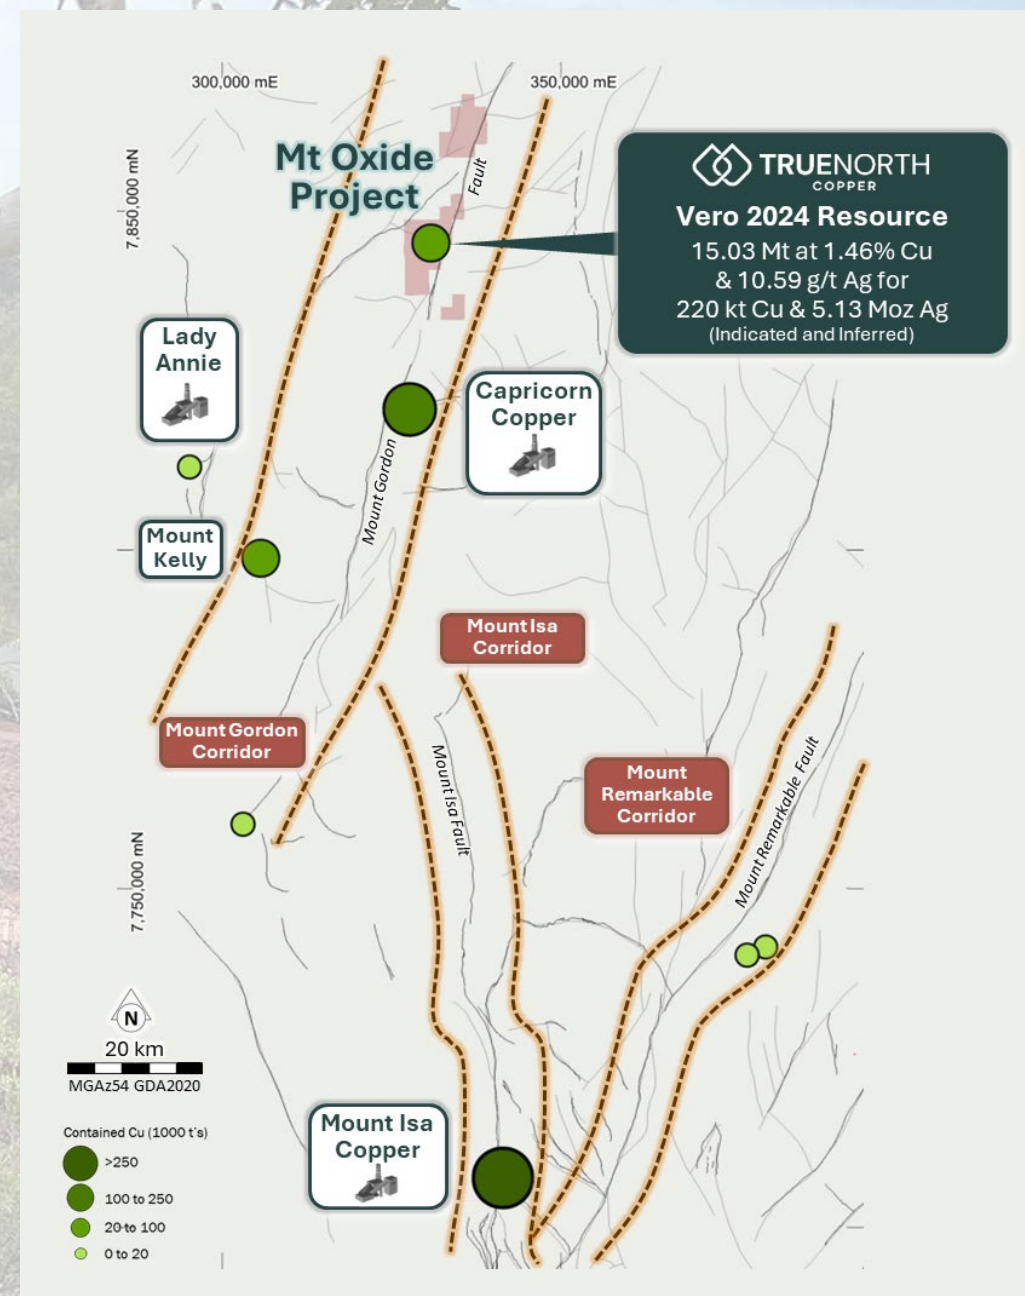 300,000 mE
350,000 mE
7,850,000 mN
Mt Oxide
Project
Fault
TRUENORTH
COPPER
Vero 2024 Resource
15.03 Mt at 1.46% Cu
& 10.59 g/t Ag for
220 kt Cu & 5.13 Moz Ag
(Indicated and Inferred)
Lady
Annie
Capricorn
Copper
Mount Gordon
Mount
Kelly
Mount Isa
Corridor
Mount Gordon
Corridor
Mount Isa Fault
Mount
Remarkable
Corridor
Mount Remarkable Fault
7,750,000 mN
N
20 km
MGAz54 GDA2020
Mount Isa
Copper
Contained Cu (1000 t's)
>250
100 to 250
20 to 100
0 to 20